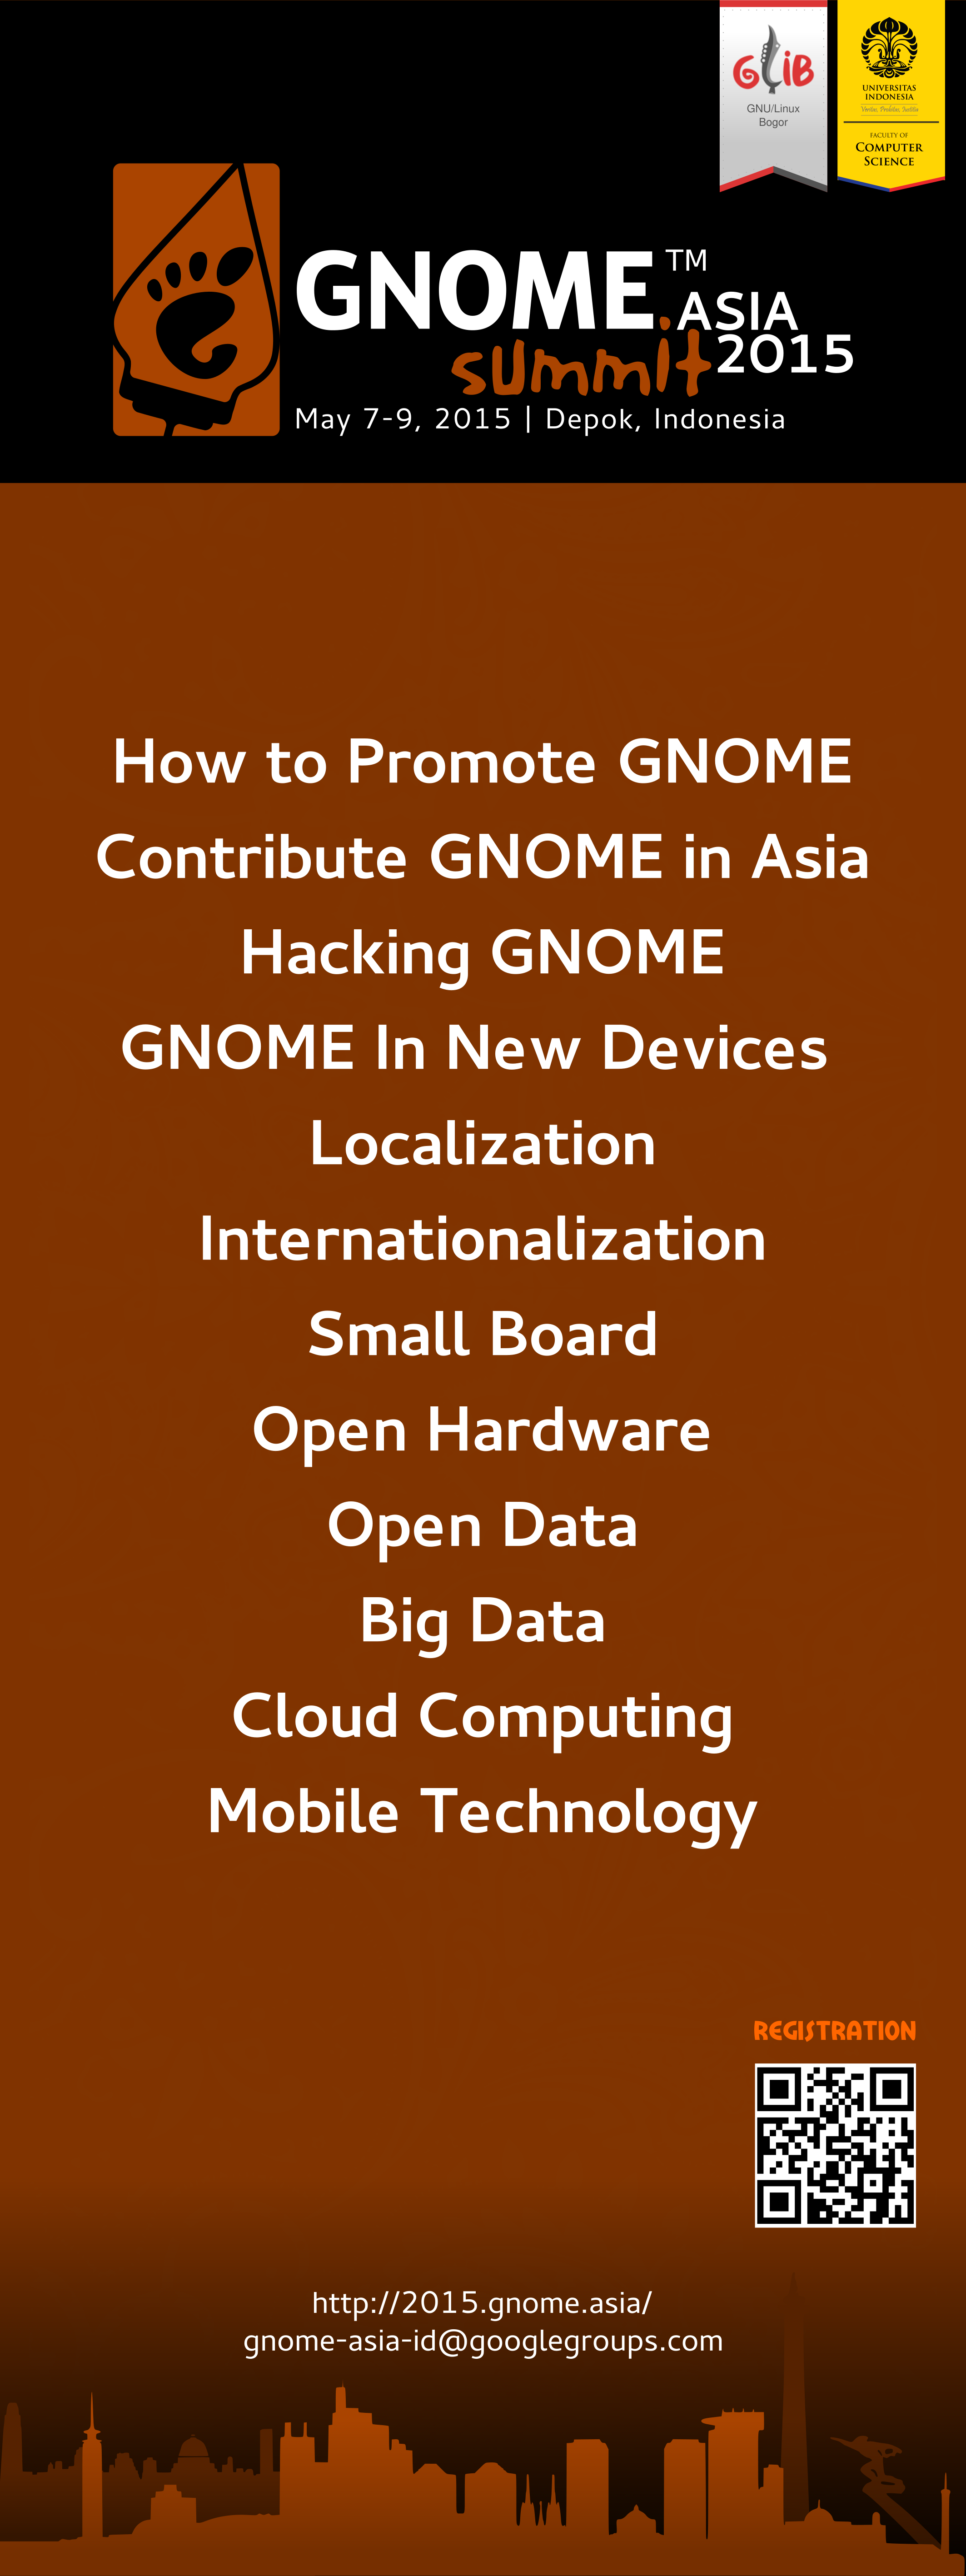 GLiB
GNU/Linux
Bogor
UNIVERSITAS
INDONESIA
Veritas, Probitas, Iustitia
FACULTY OF
COMPUTER
SCIENCE
GNOME™
.ASIA
summit 2015
May 7-9, 2015 | Depok, Indonesia
How to Promote GNOME
Contribute GNOME in Asia
Hacking GNOME
GNOME In New Devices
Localization
Internationalization
Small Board
Open Hardware
Open Data
Big Data
Cloud Computing
Mobile Technology
REGISTRATION
http://2015.gnome.asia/
gnome-asia-id@googlegroups.com